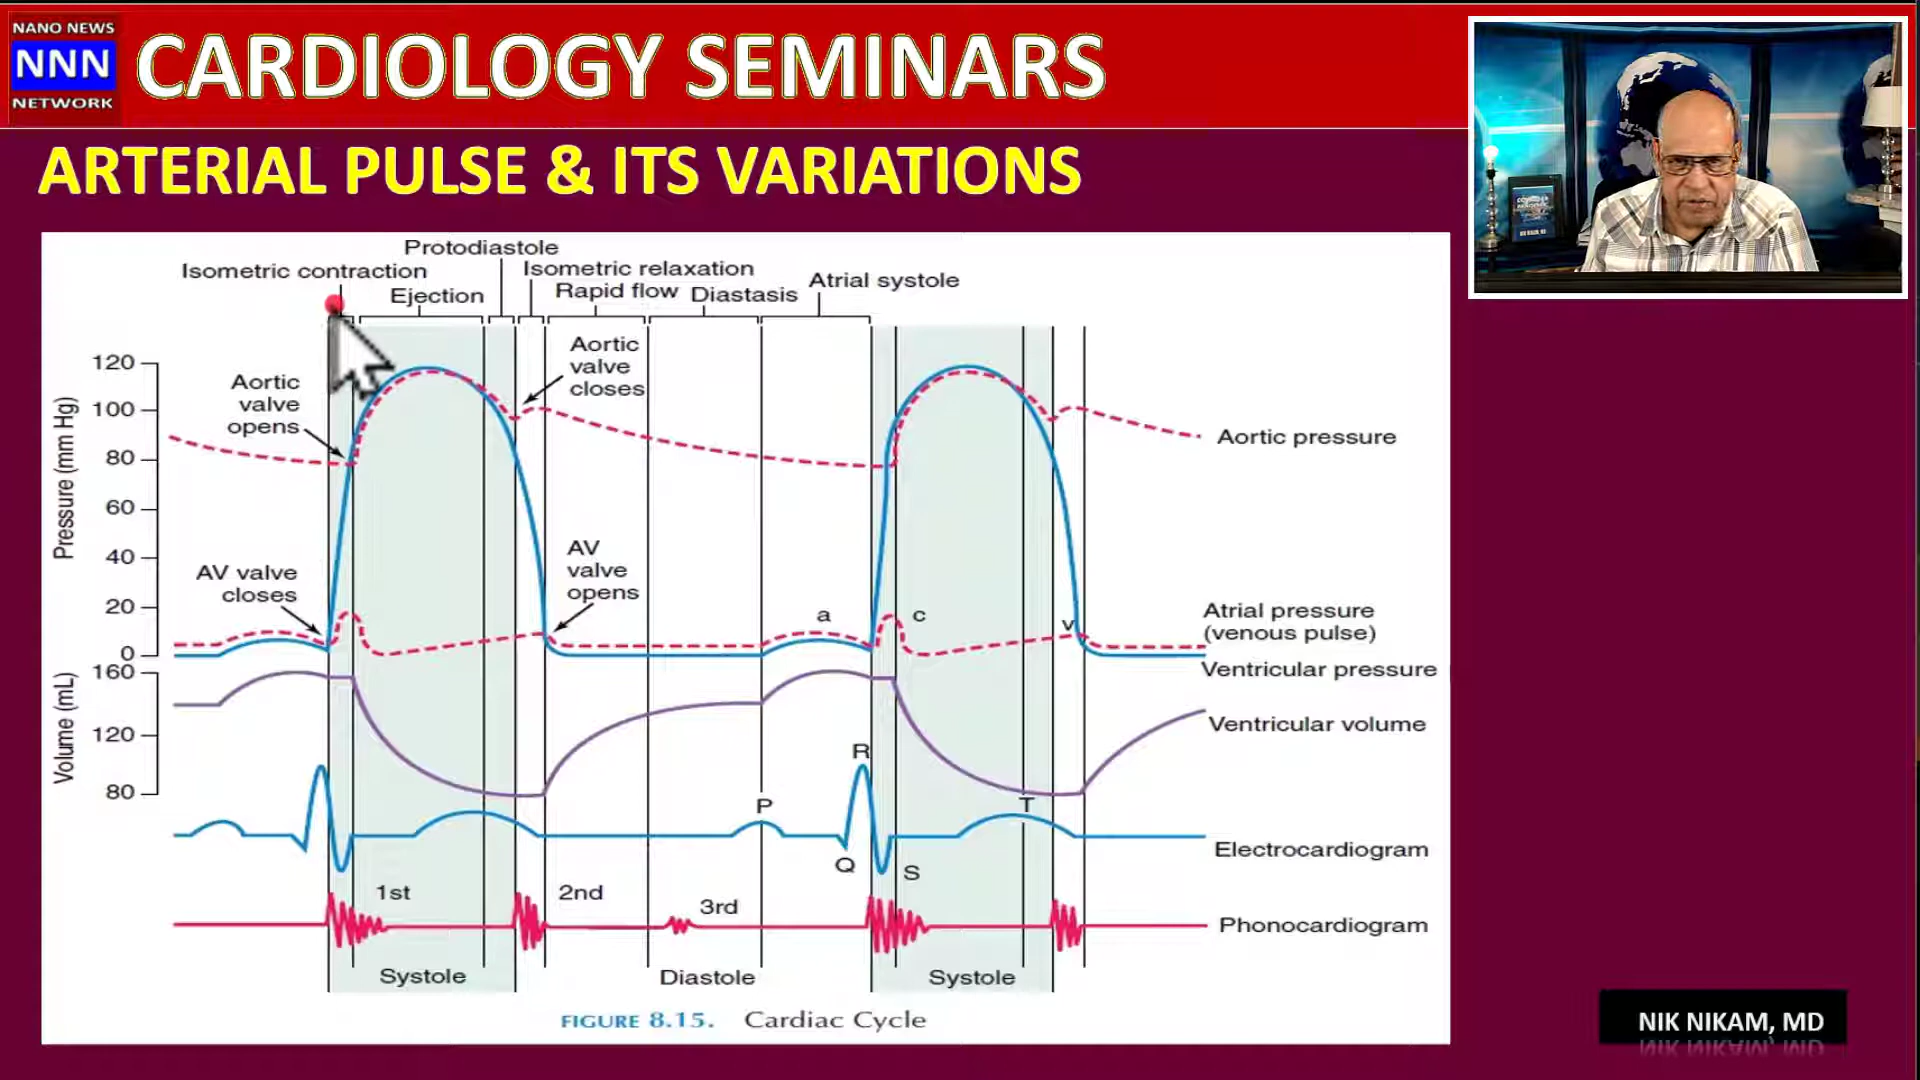 NANO NEWS
NNN
NETWORK
CARDIOLOGY SEMINARS
ARTERIAL PULSE & ITS VARIATIONS
Protodiastole
Isometric contraction
Isometric relaxation
Ejection
Rapid flow
Diastasis
Atrial systole
Aortic
valve
opens
Aortic
valve
closes
120
100
80
60
40
20
0
Pressure (mm Hg)
Aortic pressure
AV valve
closes
AV
valve
opens
a
c
v
Atrial pressure
(venous pulse)
Ventricular pressure
160
120
80
Volume (mL)
Ventricular volume
R
P
T
Q
S
Electrocardiogram
1st
2nd
3rd
Phonocardiogram
Systole
Diastole
Systole
FIGURE 8.15. Cardiac Cycle
NIK NIKAM, MD